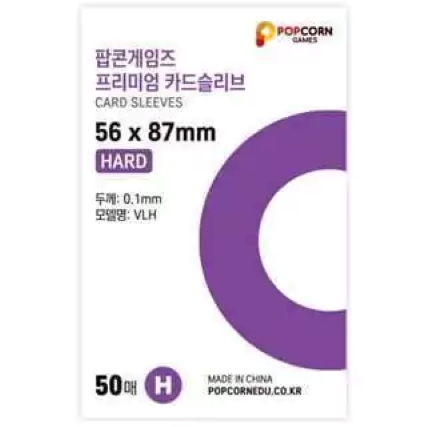 POPCORN
GAMES
팝콘게임즈
프리미엄 카드슬리브
CARD SLEEVES
56 x 87mm
HARD
두께: 0.1mm
모델명: VLH
50매
H
MADE IN CHINA
POPCORNEDU.CO.KR